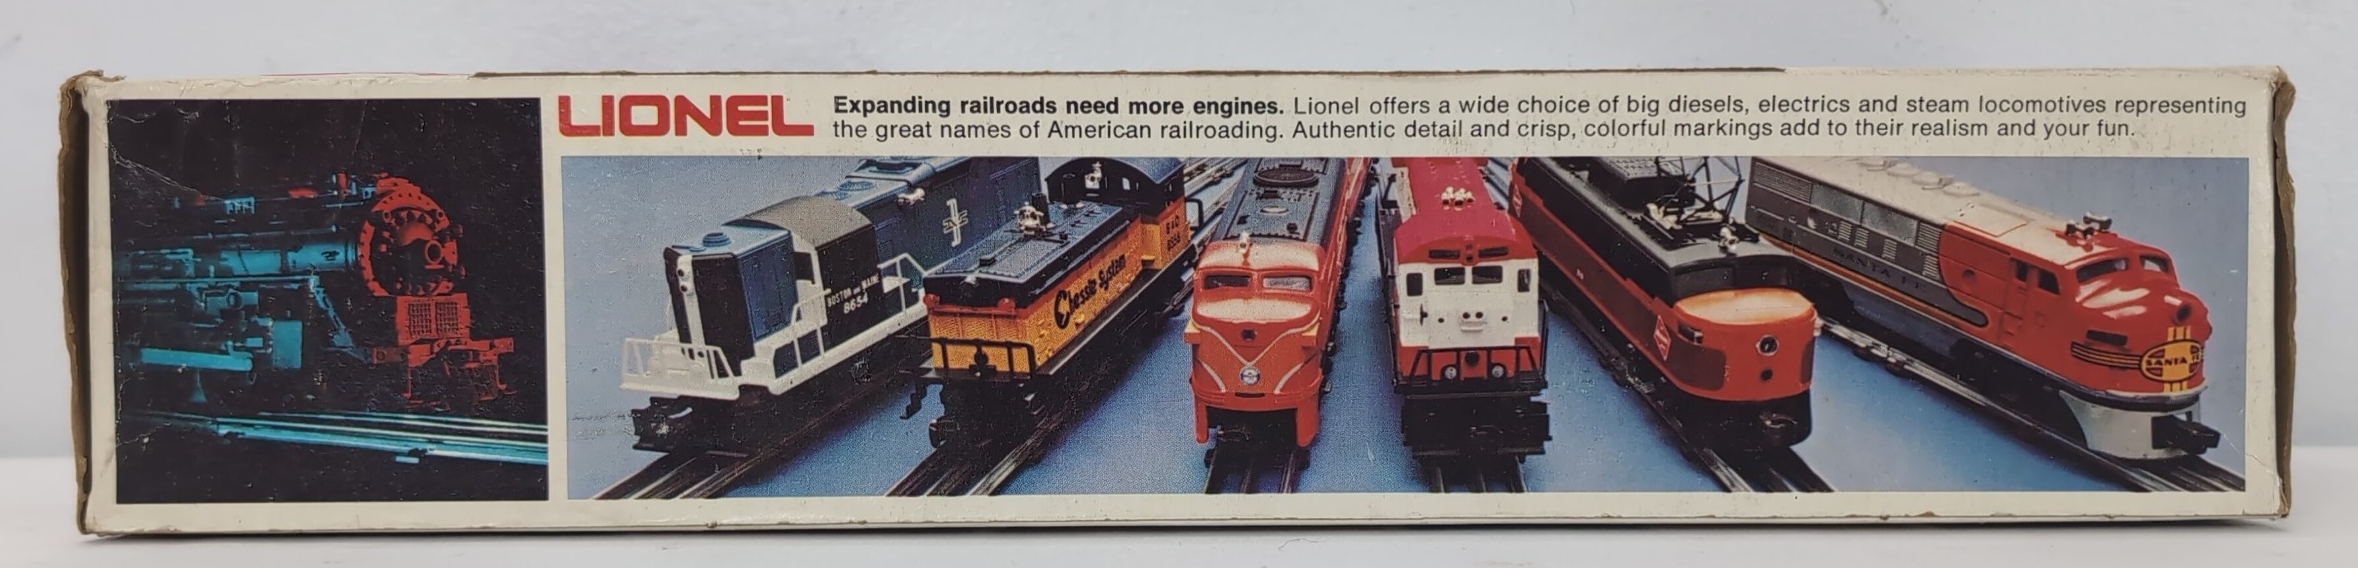 LIONEL
Expanding railroads need more engines. Lionel offers a wide choice of big diesels, electrics and steam locomotives representing
the great names of American railroading. Authentic detail and crisp, colorful markings add to their realism and your fun.
BOSTON and MAINE
8654
Chessie System
SANTA FE
SANTA FE